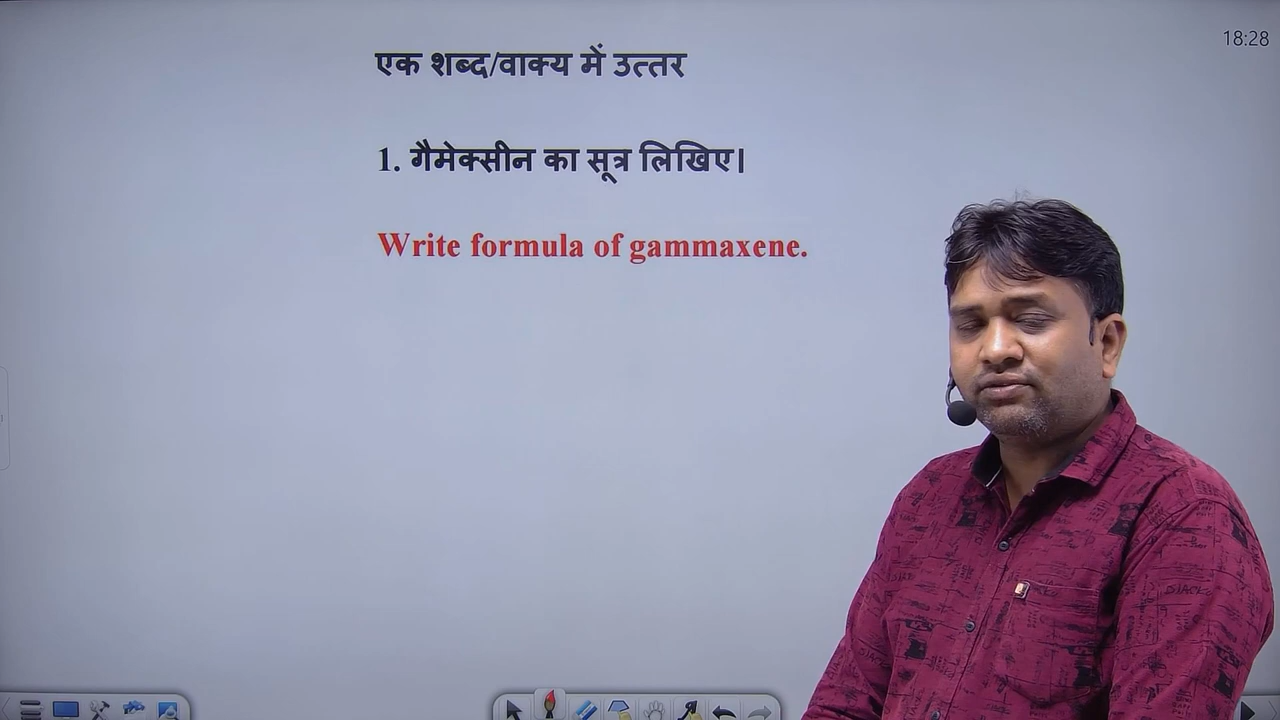 18:28
एक शब्द/वाक्य में उत्तर
1. गैमेक्सीन का सूत्र लिखिए।
Write formula of gammaxene.